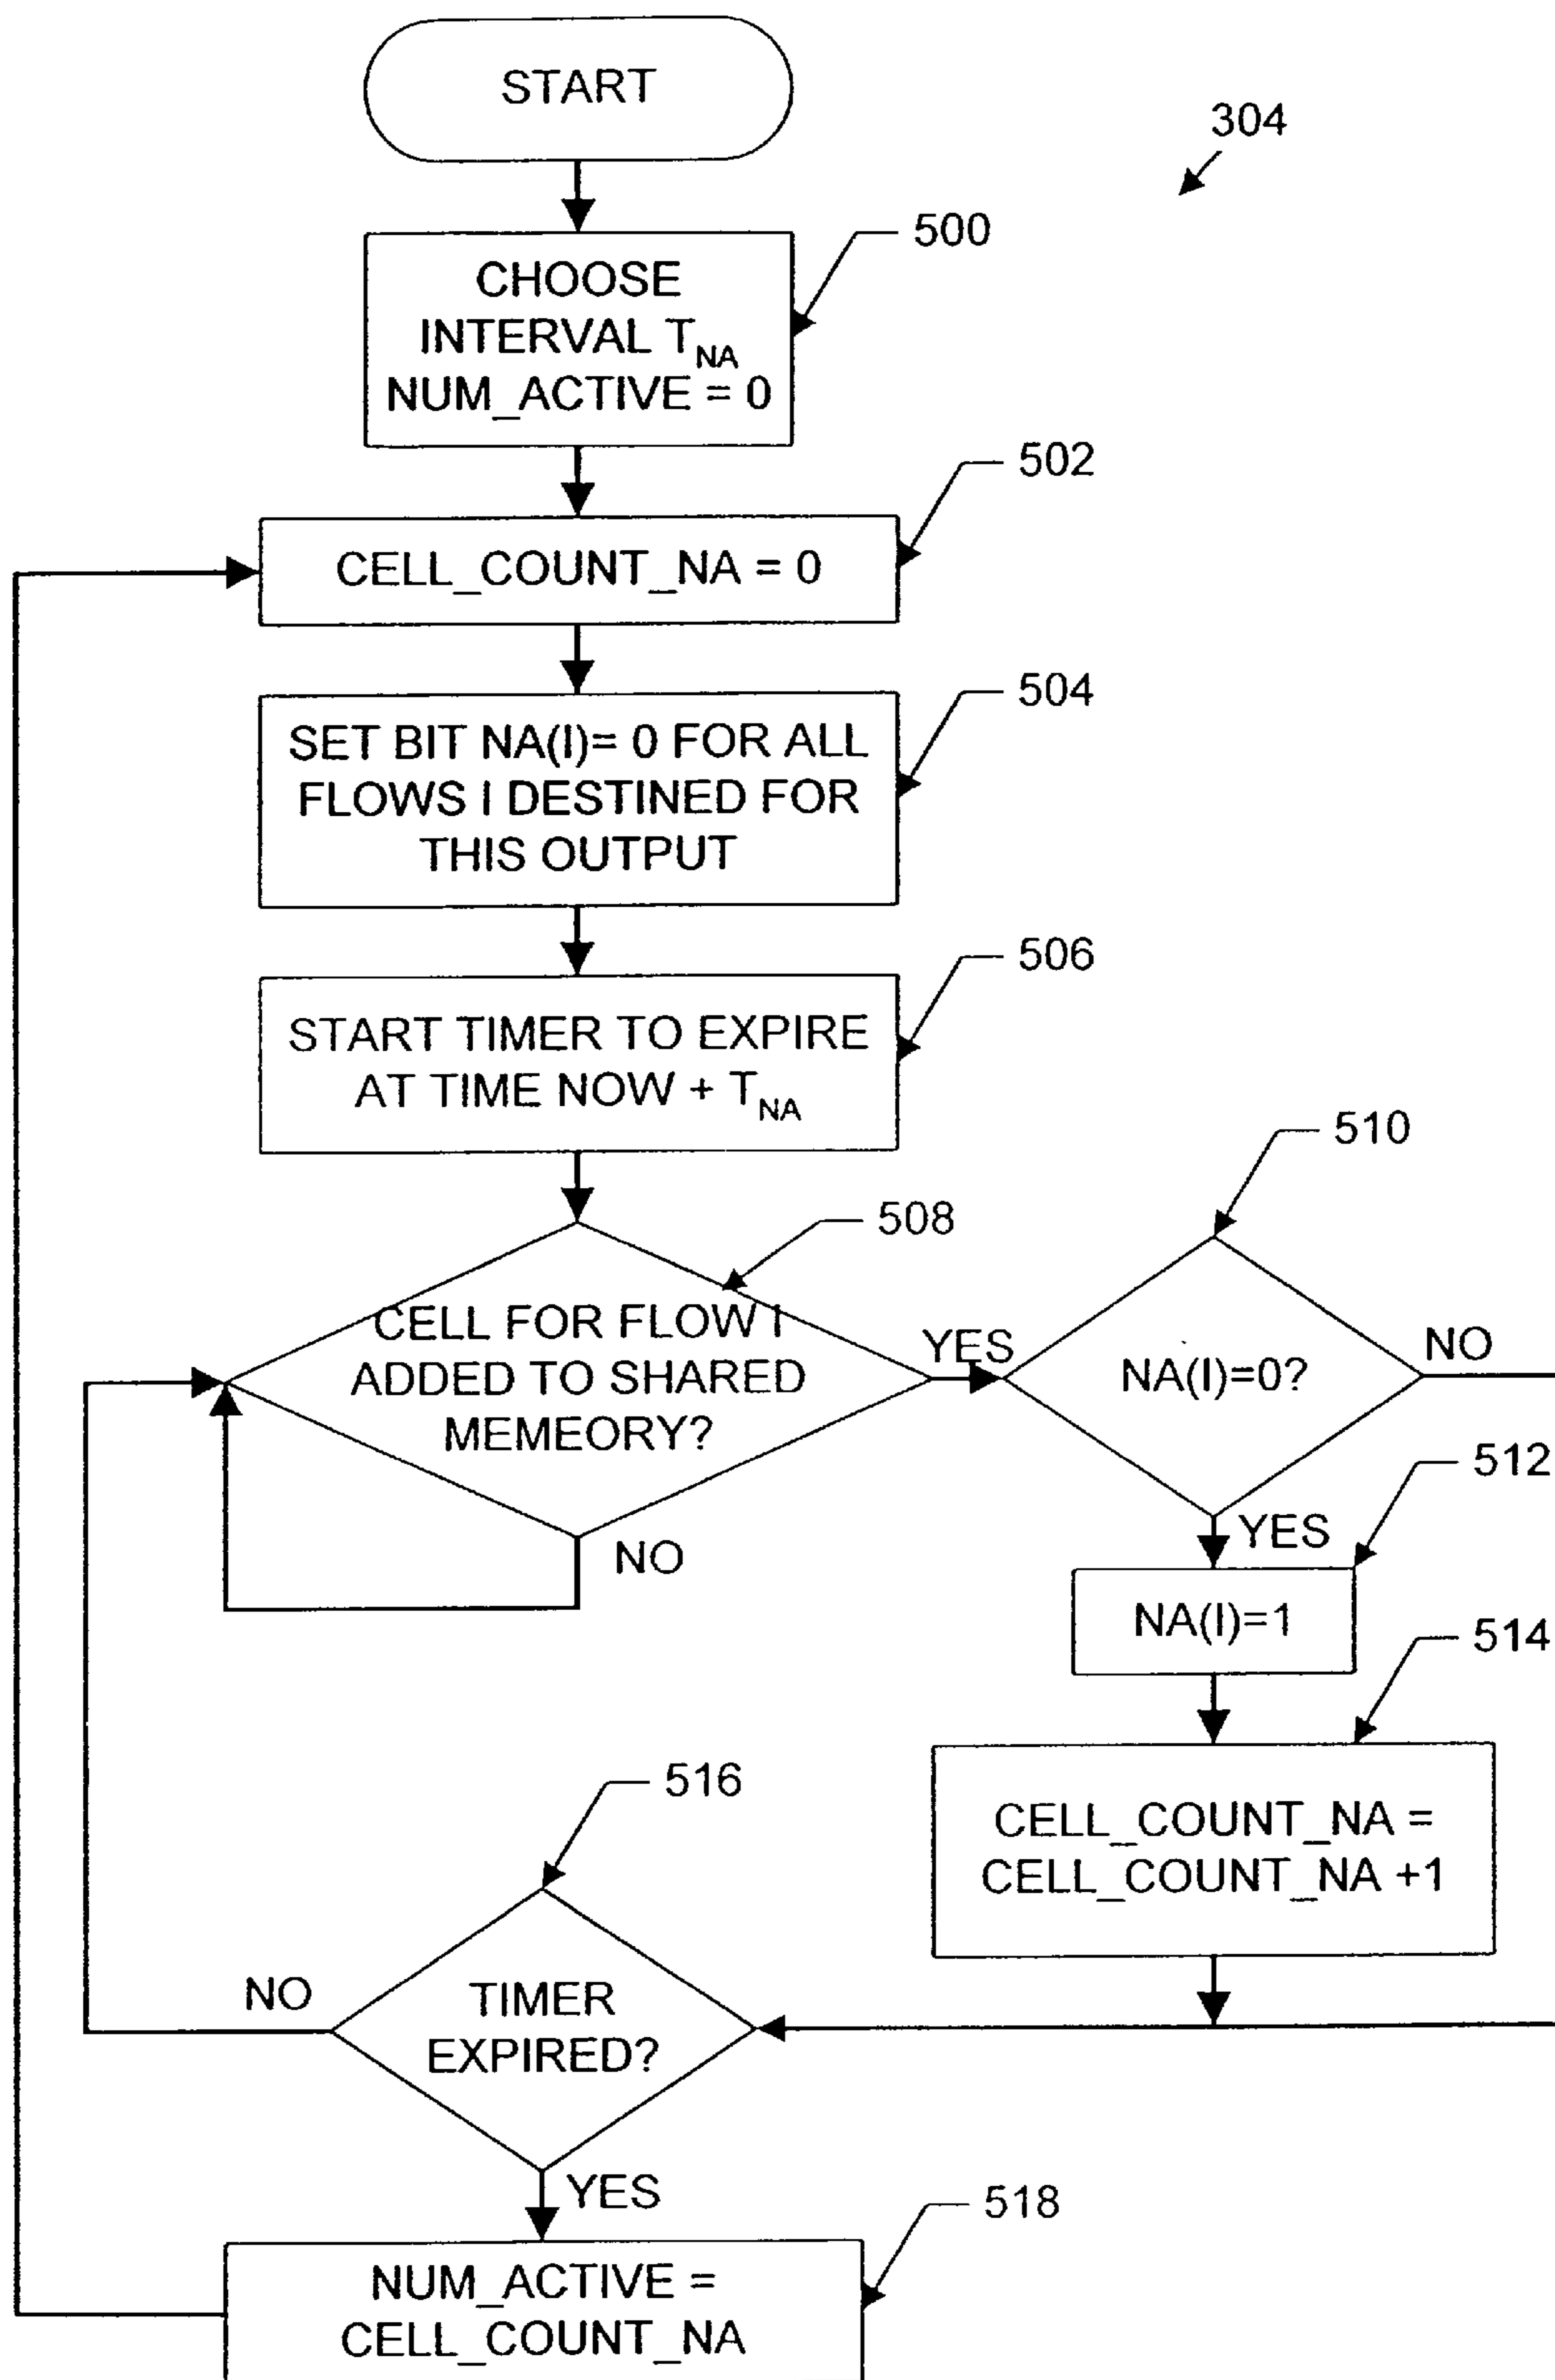 START
304
500
CHOOSE
INTERVAL T_NA
NUM_ACTIVE = 0
502
CELL_COUNT_NA = 0
504
SET BIT NA(I)= 0 FOR ALL
FLOWS I DESTINED FOR
THIS OUTPUT
506
START TIMER TO EXPIRE
AT TIME NOW + T_NA
508
CELL FOR FLOW I
ADDED TO SHARED
MEMEORY?
YES
NO
510
NA(I)=0?
NO
YES
512
NA(I)=1
514
CELL_COUNT_NA =
CELL_COUNT_NA +1
516
TIMER
EXPIRED?
NO
YES
518
NUM_ACTIVE =
CELL_COUNT_NA